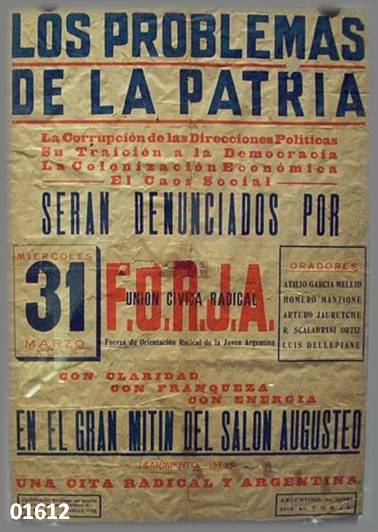 LOS PROBLEMAS
DE LA PATRIA
La Corrupción de las Direcciones Políticas
Su Traición a la Democracia
La Colonización Económica
El Caos Social
SERAN DENUNCIADOS POR
MIERCOLES
31
MARZO
F.O.R.J.A.
UNION CIVICA RADICAL
Fuerza de Orientación Radical de la Joven Argentina
ORADORES
ATILIO GARCIA MELLID
HOMERO MANZIONE
ARTURO JAURETCHE
R. SCALABRINI ORTIZ
LUIS DELLEPIANE
CON CLARIDAD
CON FRANQUEZA
CON ENERGIA
EN EL GRAN MITIN DEL SALON AUGUSTEO
SARMIENTO
UNA CITA RADICAL Y ARGENTINA
01612